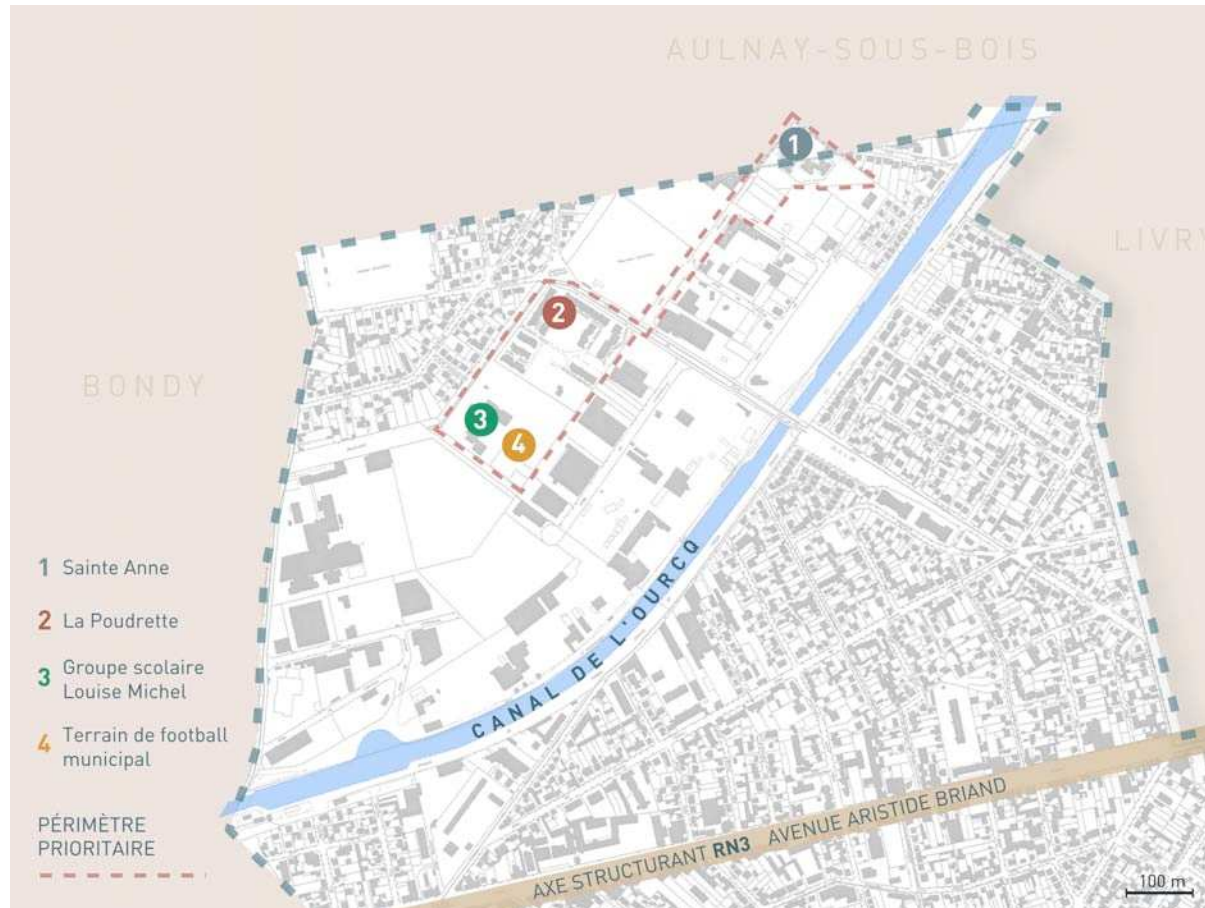 AULNAY-SOUS-BOIS
LIVRY
BONDY
1
2
3
4
1 Sainte Anne
2 La Poudrette
3 Groupe scolaire
Louise Michel
4 Terrain de football
municipal
PÉRIMÈTRE
PRIORITAIRE
CANAL DE L'OURCQ
AXE STRUCTURANT RN3 AVENUE ARISTIDE BRIAND
100 m